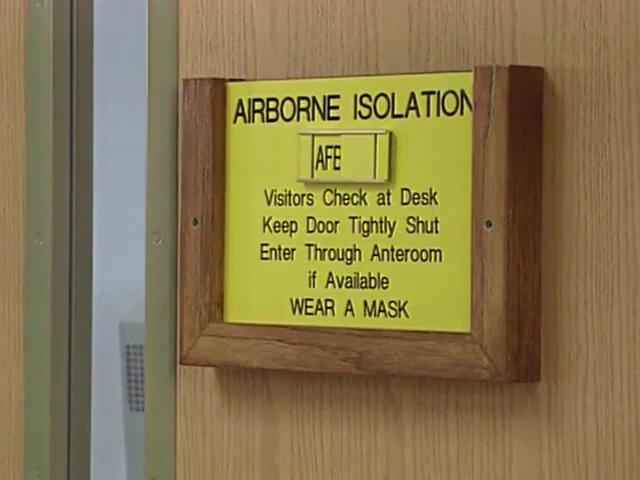 AIRBORNE ISOLATION
AFE
Visitors Check at Desk
Keep Door Tightly Shut
Enter Through Anteroom
if Available
WEAR A MASK